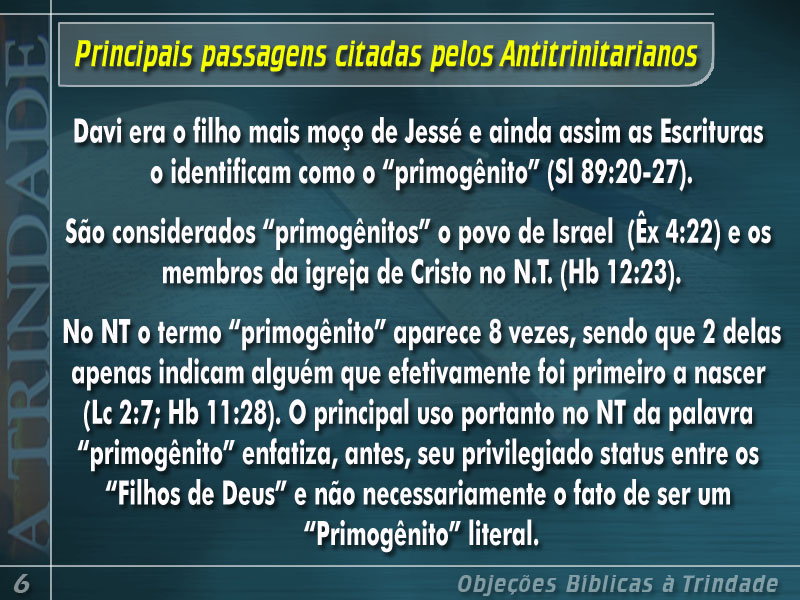 Principais passagens citadas pelos Antitrinitarianos
Davi era o filho mais moço de Jessé e ainda assim as Escrituras
o identificam como o “primogênito” (Sl 89:20-27).
São considerados “primogênitos” o povo de Israel (Êx 4:22) e os
membros da igreja de Cristo no N.T. (Hb 12:23).
No NT o termo “primogênito” aparece 8 vezes, sendo que 2 delas
apenas indicam alguém que efetivamente foi primeiro a nascer
(Lc 2:7; Hb 11:28). O principal uso portanto no NT da palavra
“primogênito” enfatiza, antes, seu privilegiado status entre os
“Filhos de Deus” e não necessariamente o fato de ser um
“Primogênito” literal.
A TRINDADE
6
Objeções Bíblicas à Trindade